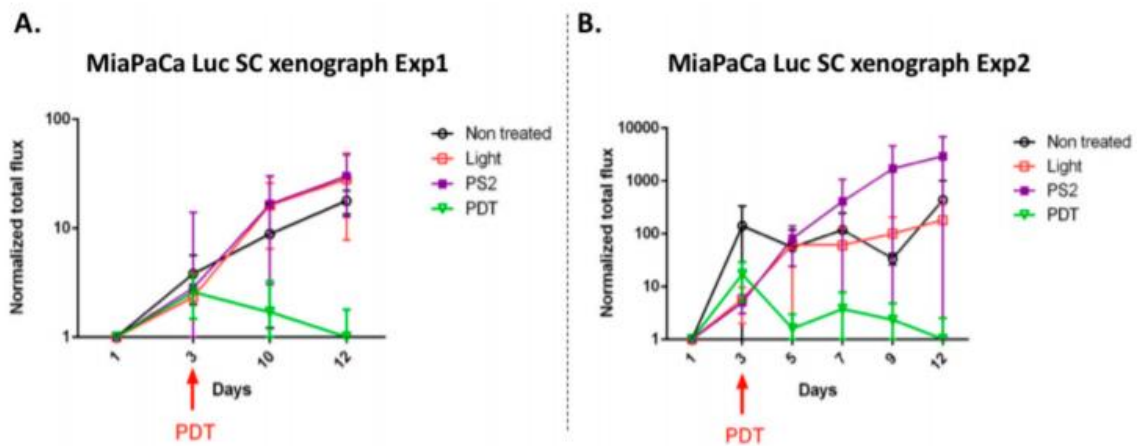 A.
MiaPaCa Luc SC xenograph Exp1
Normalized total flux
100
10
1
1
3
10
12
Days
PDT
Non treated
Light
PS2
PDT
B.
MiaPaCa Luc SC xenograph Exp2
Normalized total flux
10000
1000
100
10
1
1
3
5
7
9
12
Days
PDT
Non treated
Light
PS2
PDT